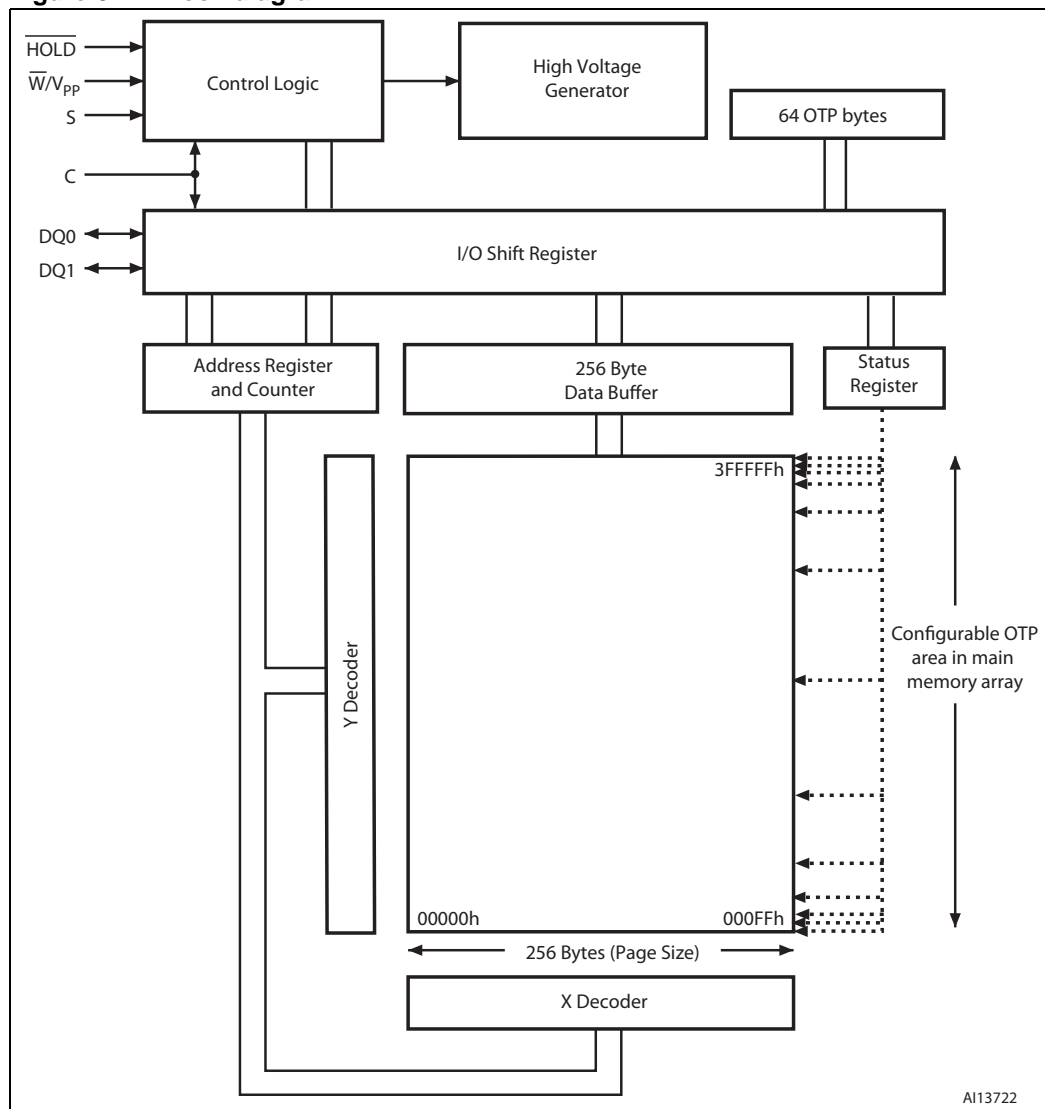 HOLD
W/VPP
S
C
DQ0
DQ1
Control Logic
High Voltage
Generator
64 OTP bytes
I/O Shift Register
Address Register
and Counter
256 Byte
Data Buffer
Status
Register
3FFFFFh
Y Decoder
Configurable OTP
area in main
memory array
00000h
000FFh
256 Bytes (Page Size)
X Decoder
AI13722